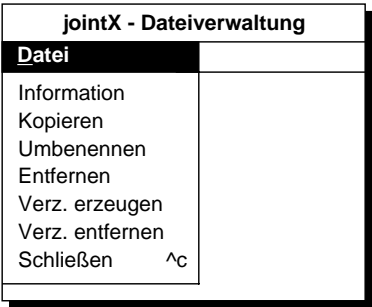 jointX - Dateiverwaltung
Datei
Information
Kopieren
Umbenennen
Entfernen
Verz. erzeugen
Verz. entfernen
Schließen ^c